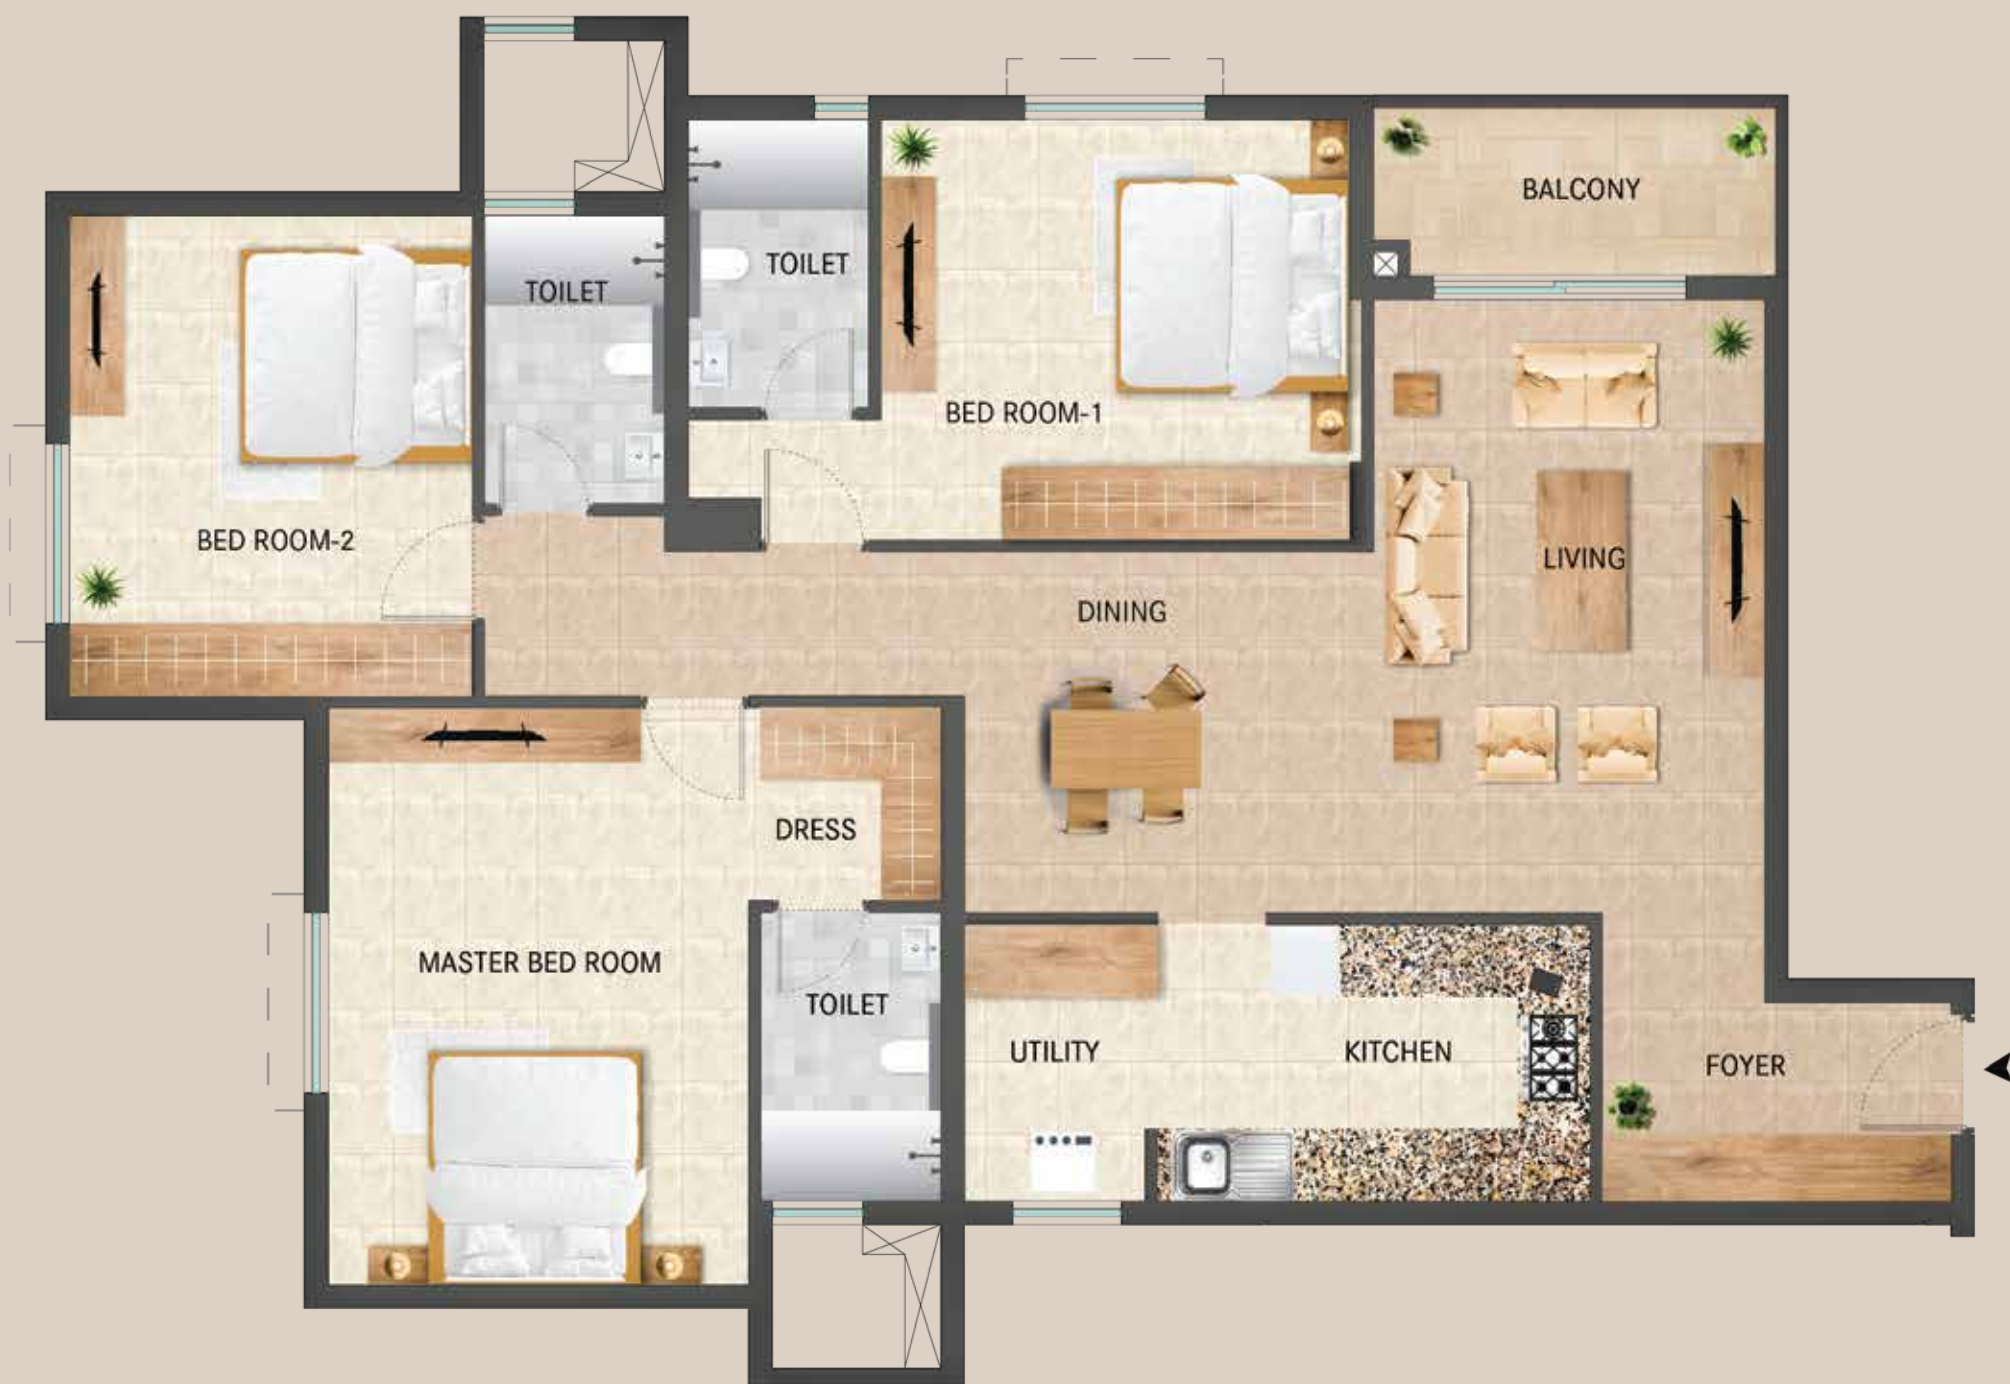 BALCONY
TOILET
TOILET
BED ROOM-1
BED ROOM-2
LIVING
DINING
DRESS
MASTER BED ROOM
TOILET
UTILITY
KITCHEN
FOYER